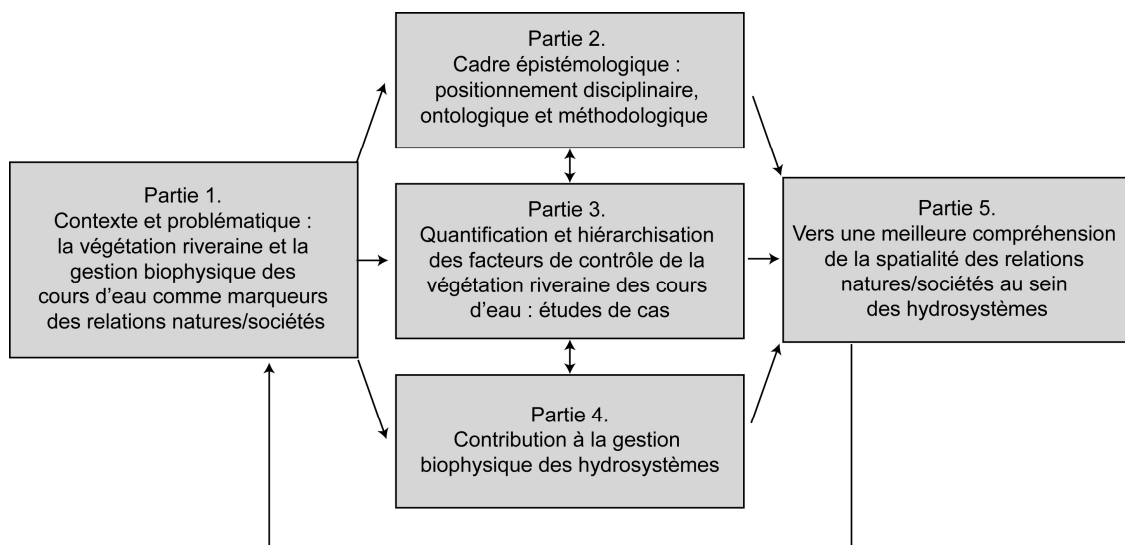 Partie 1.
Contexte et problématique :
la végétation riveraine et la
gestion biophysique des
cours d'eau comme marqueurs
des relations natures/sociétés
Partie 2.
Cadre épistémologique :
positionnement disciplinaire,
ontologique et méthodologique
Partie 3.
Quantification et hiérarchisation
des facteurs de contrôle de la
végétation riveraine des cours
d'eau : études de cas
Partie 4.
Contribution à la gestion
biophysique des hydrosystèmes
Partie 5.
Vers une meilleure compréhension
de la spatialité des relations
natures/sociétés au sein
des hydrosystèmes